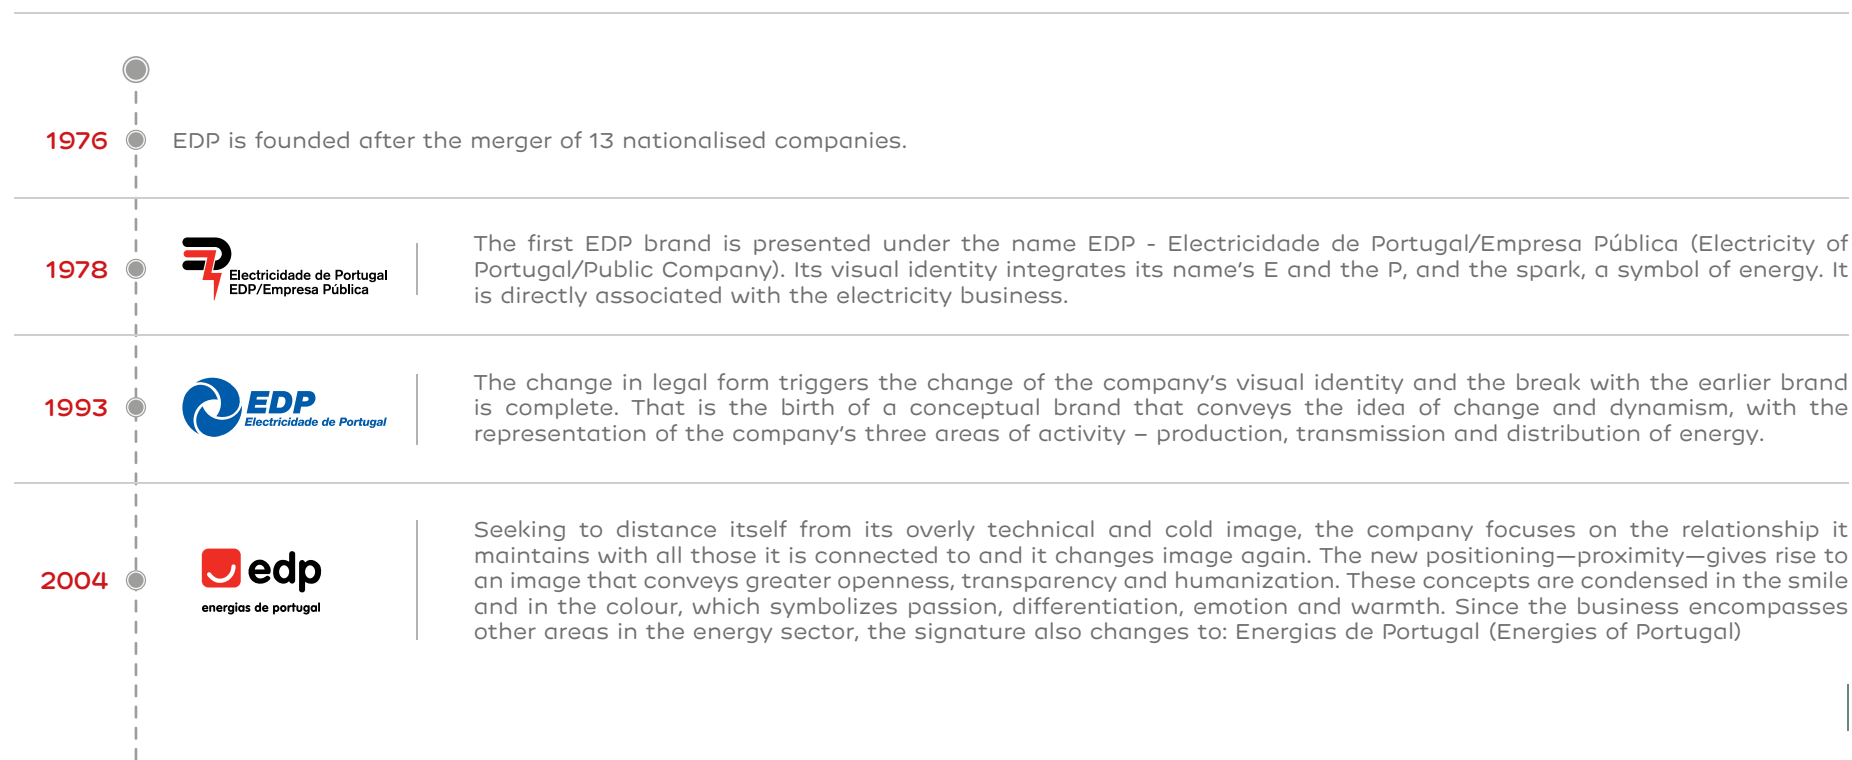 1976
EDP is founded after the merger of 13 nationalised companies.
1978
Electricidade de Portugal
EDP/Empresa Pública
The first EDP brand is presented under the name EDP - Electricidade de Portugal/Empresa Pública (Electricity of
Portugal/Public Company). Its visual identity integrates its name’s E and the P, and the spark, a symbol of energy. It
is directly associated with the electricity business.
1993
EDP
Electricidade de Portugal
The change in legal form triggers the change of the company’s visual identity and the break with the earlier brand
is complete. That is the birth of a conceptual brand that conveys the idea of change and dynamism, with the
representation of the company’s three areas of activity – production, transmission and distribution of energy.
2004
edp
energias de portugal
Seeking to distance itself from its overly technical and cold image, the company focuses on the relationship it
maintains with all those it is connected to and it changes image again. The new positioning—proximity—gives rise to
an image that conveys greater openness, transparency and humanization. These concepts are condensed in the smile
and in the colour, which symbolizes passion, differentiation, emotion and warmth. Since the business encompasses
other areas in the energy sector, the signature also changes to: Energias de Portugal (Energies of Portugal)